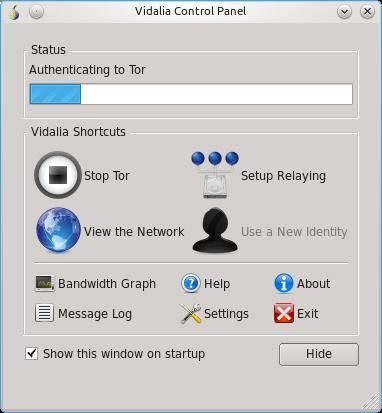 Vidalia Control Panel
Status
Authenticating to Tor
Vidalia Shortcuts
Stop Tor
Setup Relaying
View the Network
Use a New Identity
Bandwidth Graph
Help
About
Message Log
Settings
Exit
Show this window on startup
Hide